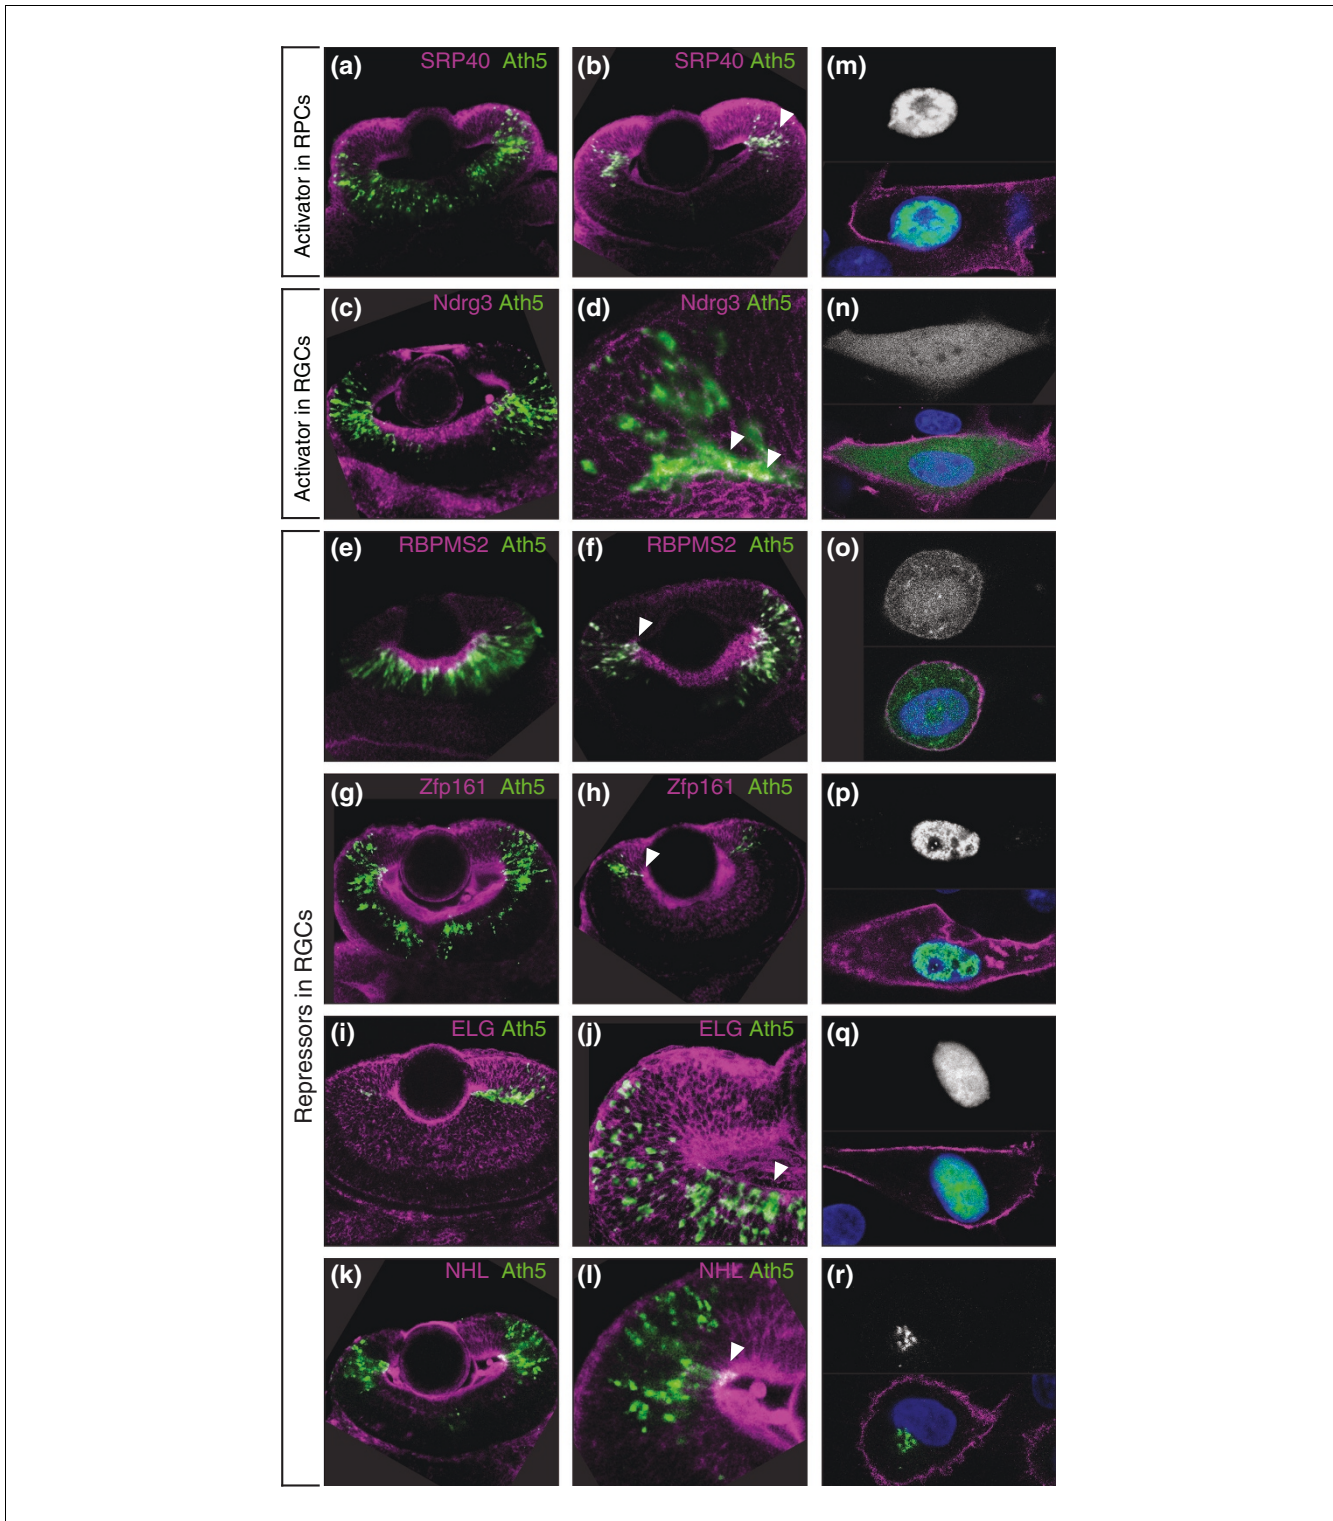 Activator in RPCs
(a) SRP40 Ath5
(b) SRP40 Ath5
(m)
Activator in RGCs
(c) Ndrg3 Ath5
(d) Ndrg3 Ath5
(n)
Repressors in RGCs
(e) RBPMS2 Ath5
(f) RBPMS2 Ath5
(o)
(g) Zfp161 Ath5
(h) Zfp161 Ath5
(p)
(i) ELG Ath5
(j) ELG Ath5
(q)
(k) NHL Ath5
(l) NHL Ath5
(r)